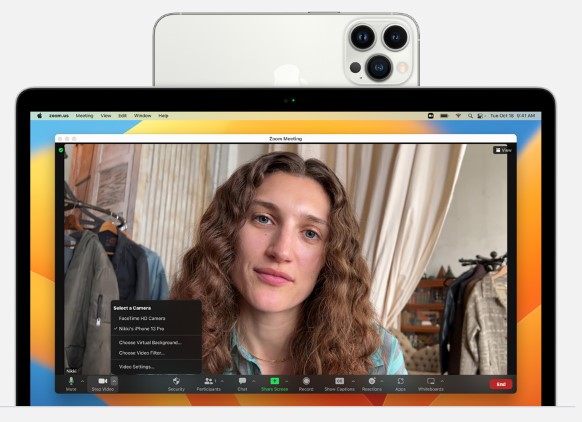 zoom.us Meeting View Edit Window Help
Tue Oct 18 9:41 AM
Zoom Meeting
View
Select a Camera
FaceTime HD Camera
✓ Nikki's iPhone 13 Pro
Choose Virtual Background...
Choose Video Filter...
Video Settings...
Nikki
Mute Stop Video Security Participants 1 Chat Share Screen Record Show Captions Reactions Apps Whiteboards End